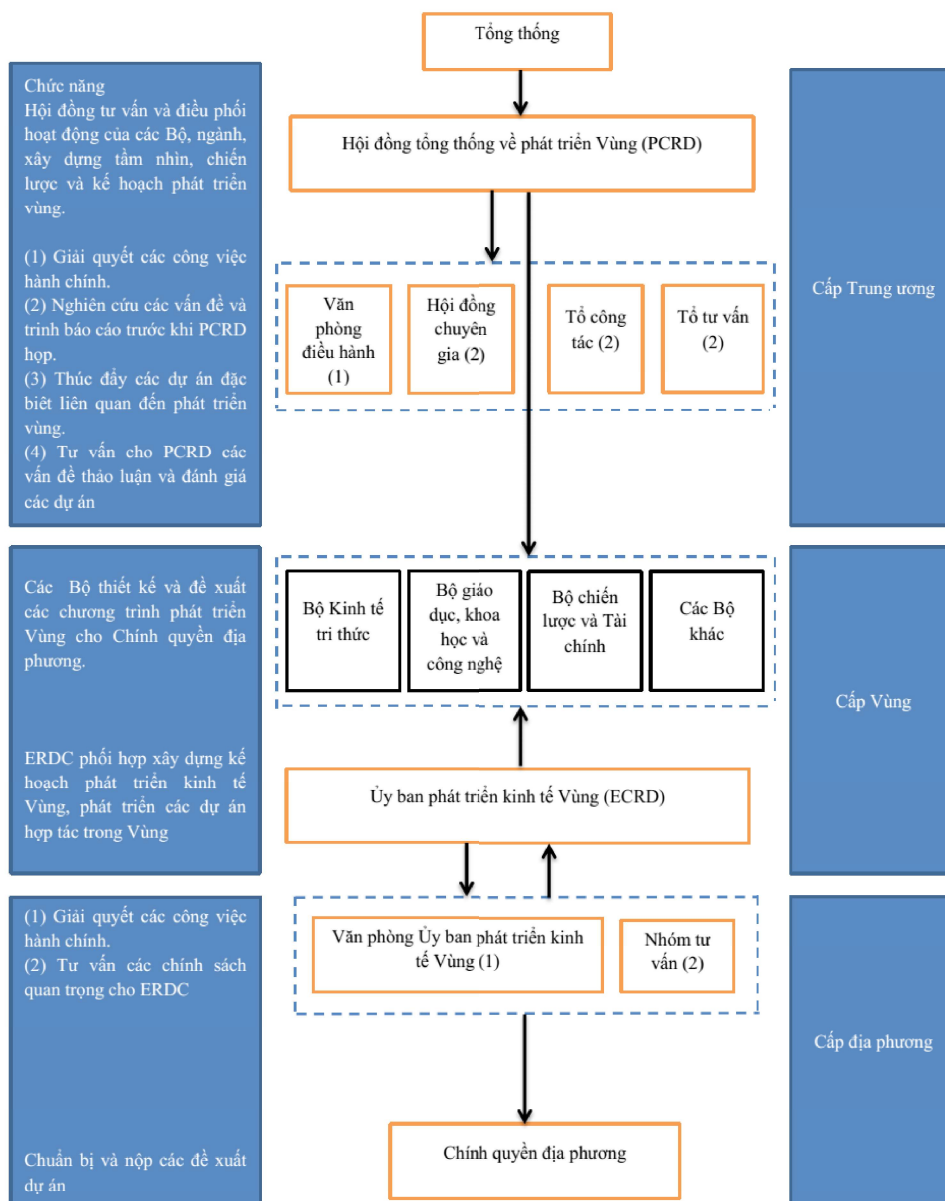 Tổng thống
Chức năng
Hội đồng tư vấn và điều phối
hoạt động của các Bộ, ngành,
xây dựng tầm nhìn, chiến
lược và kế hoạch phát triển
vùng.
(1) Giải quyết các công việc
hành chính.
(2) Nghiên cứu các vấn đề và
trinh báo cáo trước khi PCRD
họp.
(3) Thúc đẩy các dự án đặc
biêt liên quan đến phát triển
vùng.
(4) Tư vấn cho PCRD các
vấn đề thảo luận và đánh giá
các dự án
Hội đồng tổng thống về phát triển Vùng (PCRD)
Văn
phòng
điều hành
(1)
Hội đồng
chuyên
gia (2)
Tổ công
tác (2)
Tổ tư vấn
(2)
Cấp Trung ương
Các Bộ thiết kế và đề xuất
các chương trình phát triển
Vùng cho Chính quyền địa
phương.
ERDC phối hợp xây dựng kế
hoạch phát triển kinh tế
Vùng, phát triển các dự án
hợp tác trong Vùng
Bộ Kinh tế
tri thức
Bộ giáo
dục, khoa
học và
công nghệ
Bộ chiến
lược và Tài
chính
Các Bộ
khác
Ủy ban phát triển kinh tế Vùng (ECRD)
Cấp Vùng
(1) Giải quyết các công việc
hành chính.
(2) Tư vấn các chính sách
quan trọng cho ERDC
Chuẩn bị và nộp các đề xuất
dự án
Văn phòng Ủy ban phát triển kinh
tế Vùng (1)
Nhóm tư
vấn (2)
Chính quyền địa phương
Cấp địa phương